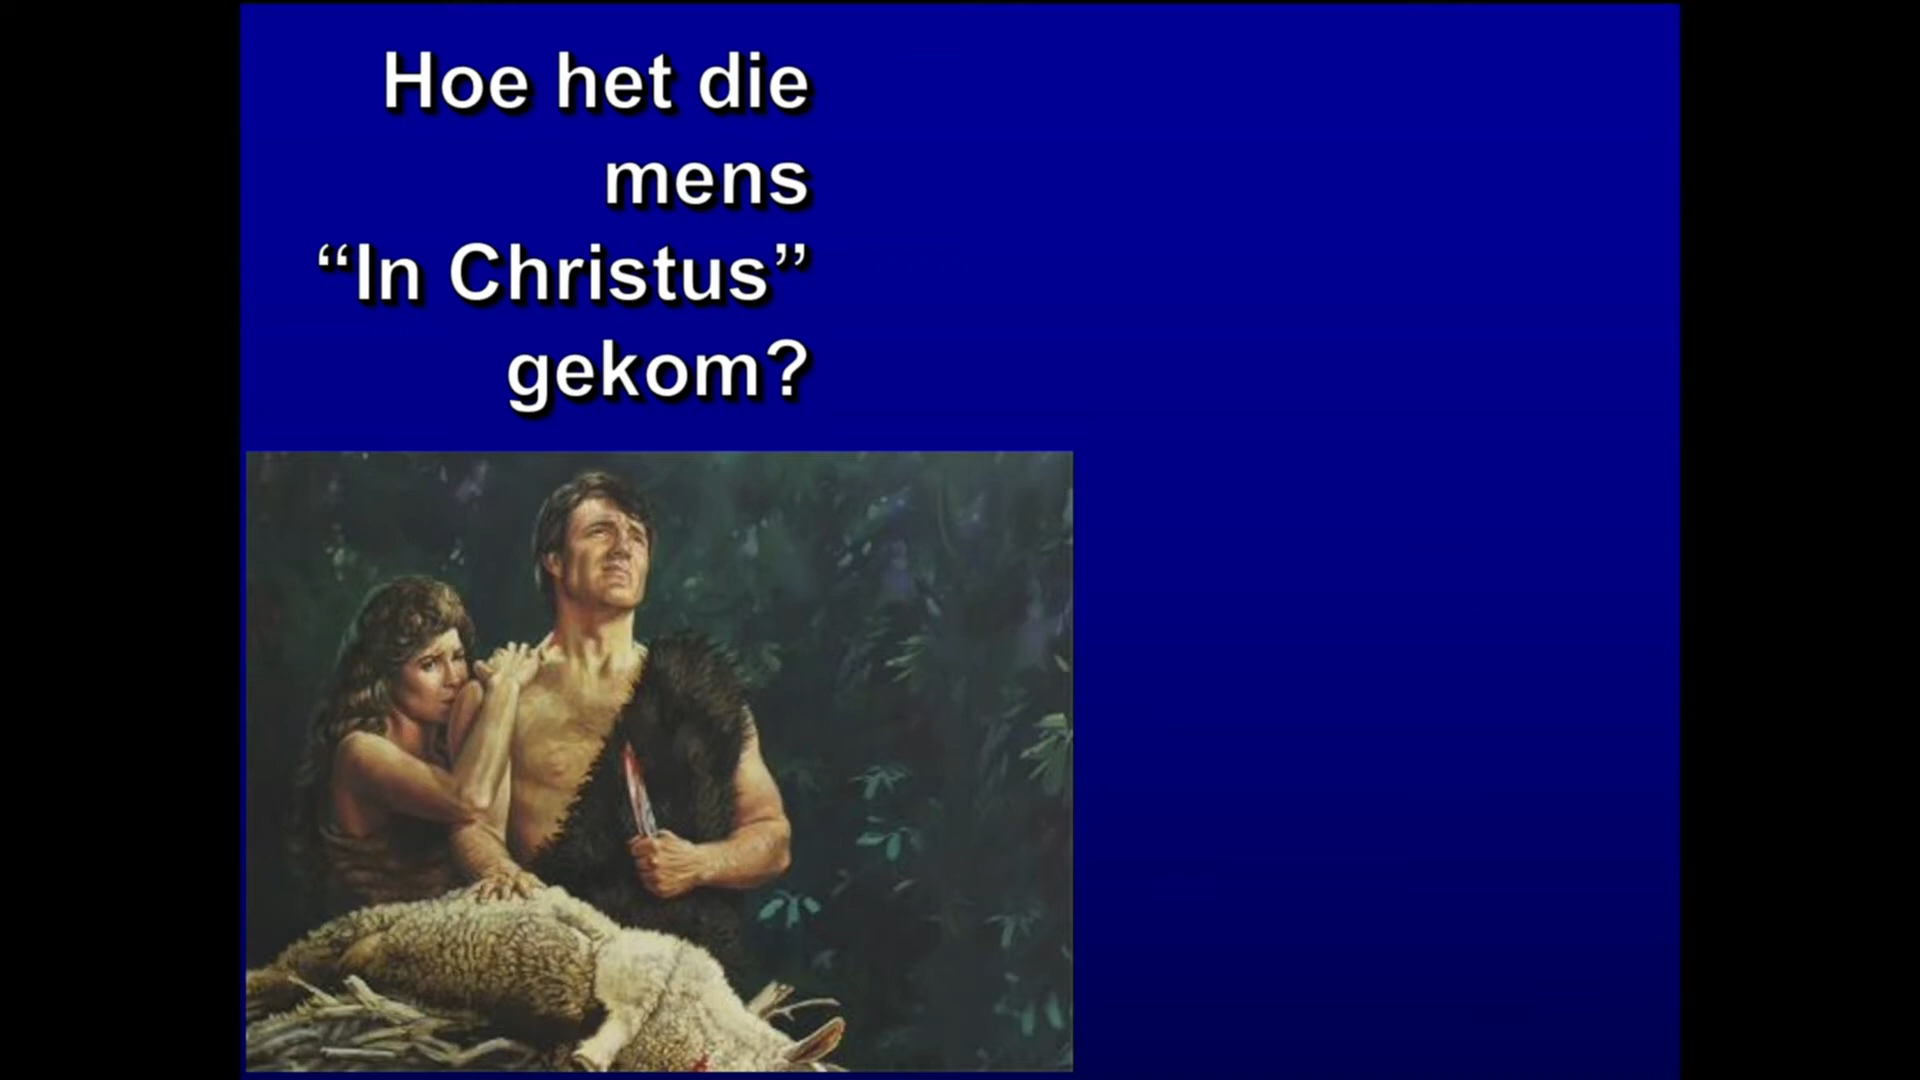 Hoe het die
mens
“In Christus”
gekom?